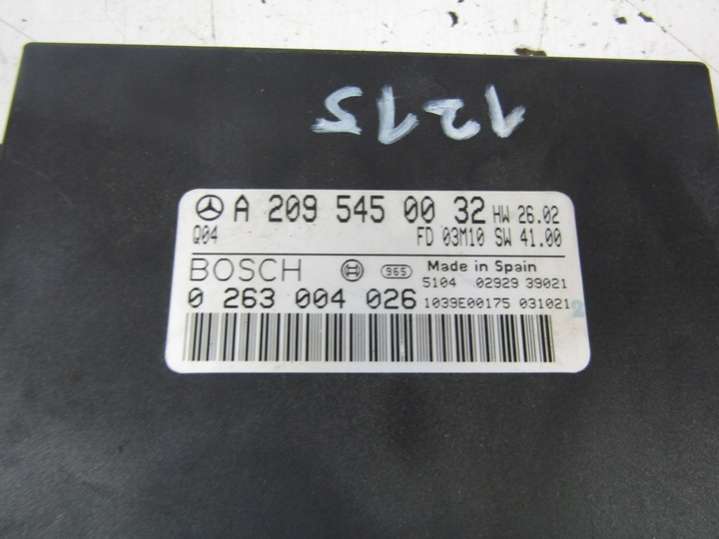 1215
A 209 545 00 32 HW 26.02
Q04 FD 03M10 SW 41.00
BOSCH 965 Made in Spain
5104 02929 39021
0 263 004 026 1039E00175 031021
2